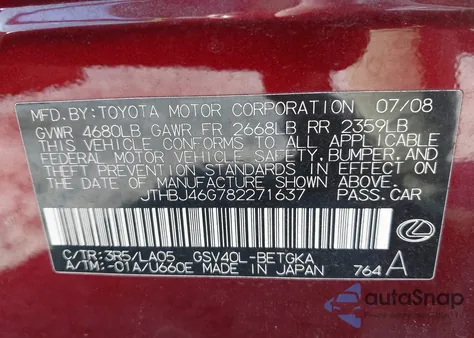 MFD.BY:TOYOTA MOTOR CORPORATION 07/08
GVWR 4680LB GAWR FR 2668LB RR 2359LB
THIS VEHICLE CONFORMS TO ALL APPLICABLE
FEDERAL MOTOR VEHICLE SAFETY,BUMPER,AND
THEFT PREVENTION STANDARDS IN EFFECT ON
THE DATE OF MANUFACTURE SHOWN ABOVE.
JTHBJ46G782271637 PASS.CAR
C/TR:3R5/LA05 GSV40L-BETGKA
A/TM:-01A/U660E MADE IN JAPAN 764 A
autoSnap